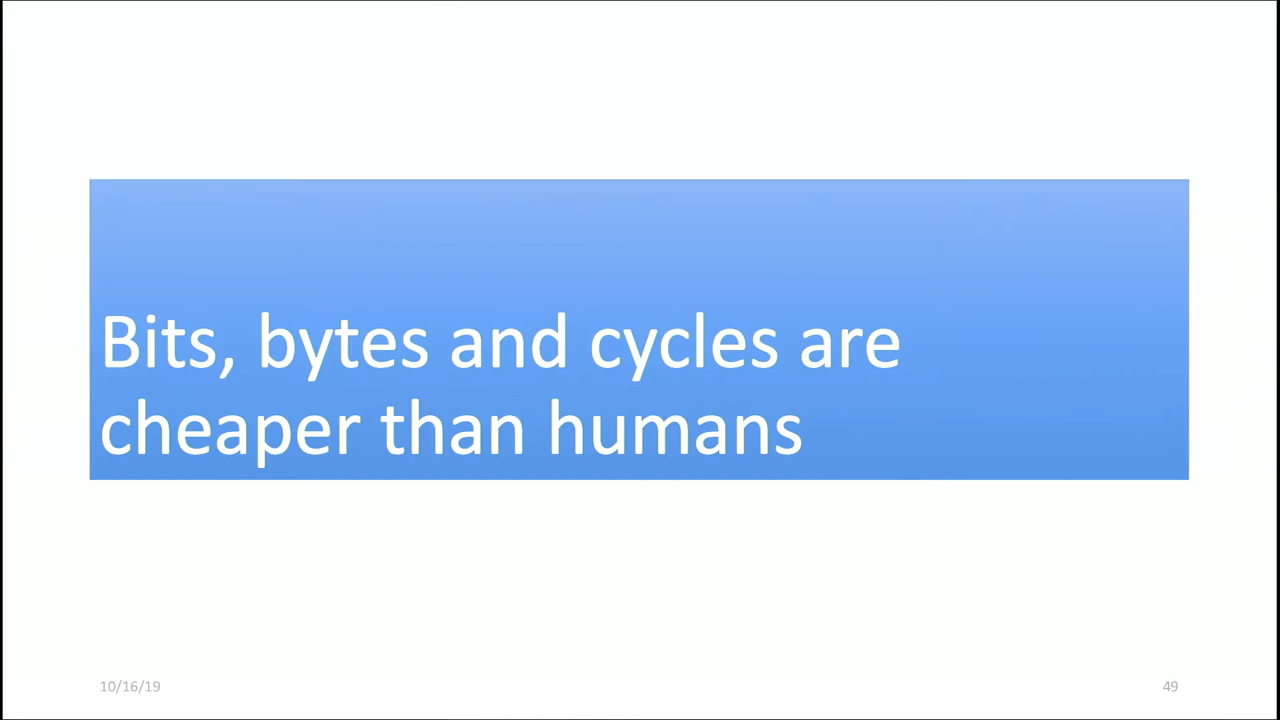 Bits, bytes and cycles are
cheaper than humans
10/16/19
49